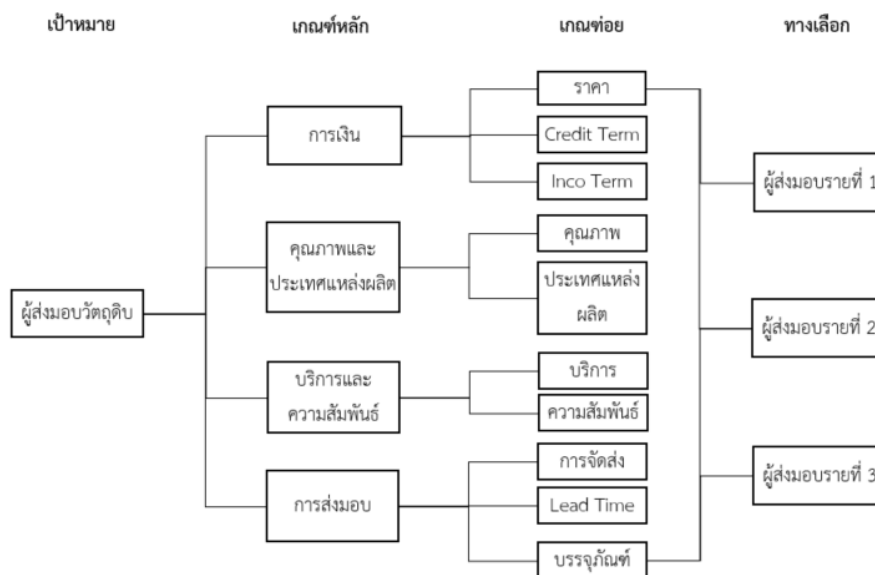 เป้าหมาย
เกณฑ์หลัก
เกณฑ่อย
ทางเลือก
ผู้ส่งมอบวัตถุดิบ
การเงิน
ราคา
Credit Term
Inco Term
คุณภาพและ
ประเทศแหล่งผลิต
คุณภาพ
ประเทศแหล่ง
ผลิต
บริการและ
ความสัมพันธ์
บริการ
ความสัมพันธ์
การส่งมอบ
การจัดส่ง
Lead Time
บรรจุภัณฑ์
ผู้ส่งมอบรายที่ 1
ผู้ส่งมอบรายที่ 2
ผู้ส่งมอบรายที่ 3